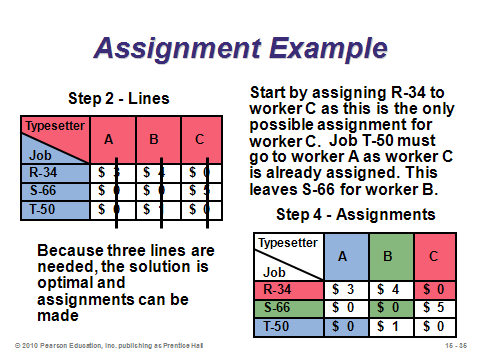 Assignment Example
Step 2 - Lines
Typesetter
Job
A B C
R-34 $ 3 $ 4 $ 0
S-66 $ 0 $ 0 $ 5
T-50 $ 0 $ 1 $ 0
Because three lines are
needed, the solution is
optimal and
assignments can be
made
Start by assigning R-34 to
worker C as this is the only
possible assignment for
worker C. Job T-50 must
go to worker A as worker C
is already assigned. This
leaves S-66 for worker B.
Step 4 - Assignments
Typesetter
Job
A B C
R-34 $ 3 $ 4 $ 0
S-66 $ 0 $ 0 $ 5
T-50 $ 0 $ 1 $ 0
© 2010 Pearson Education, Inc. publishing as Prentice Hall
15 - 35